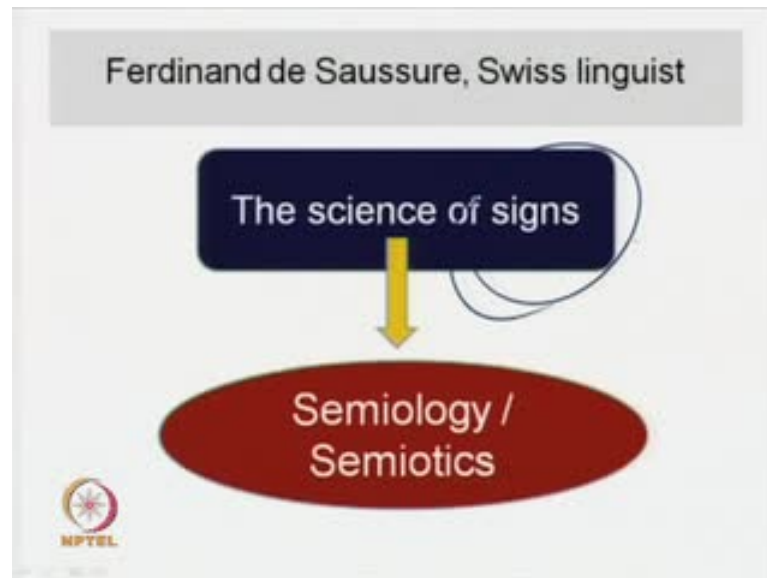 Ferdinand de Saussure, Swiss linguist
The science of signs
Semiology /
Semiotics
NPTEL